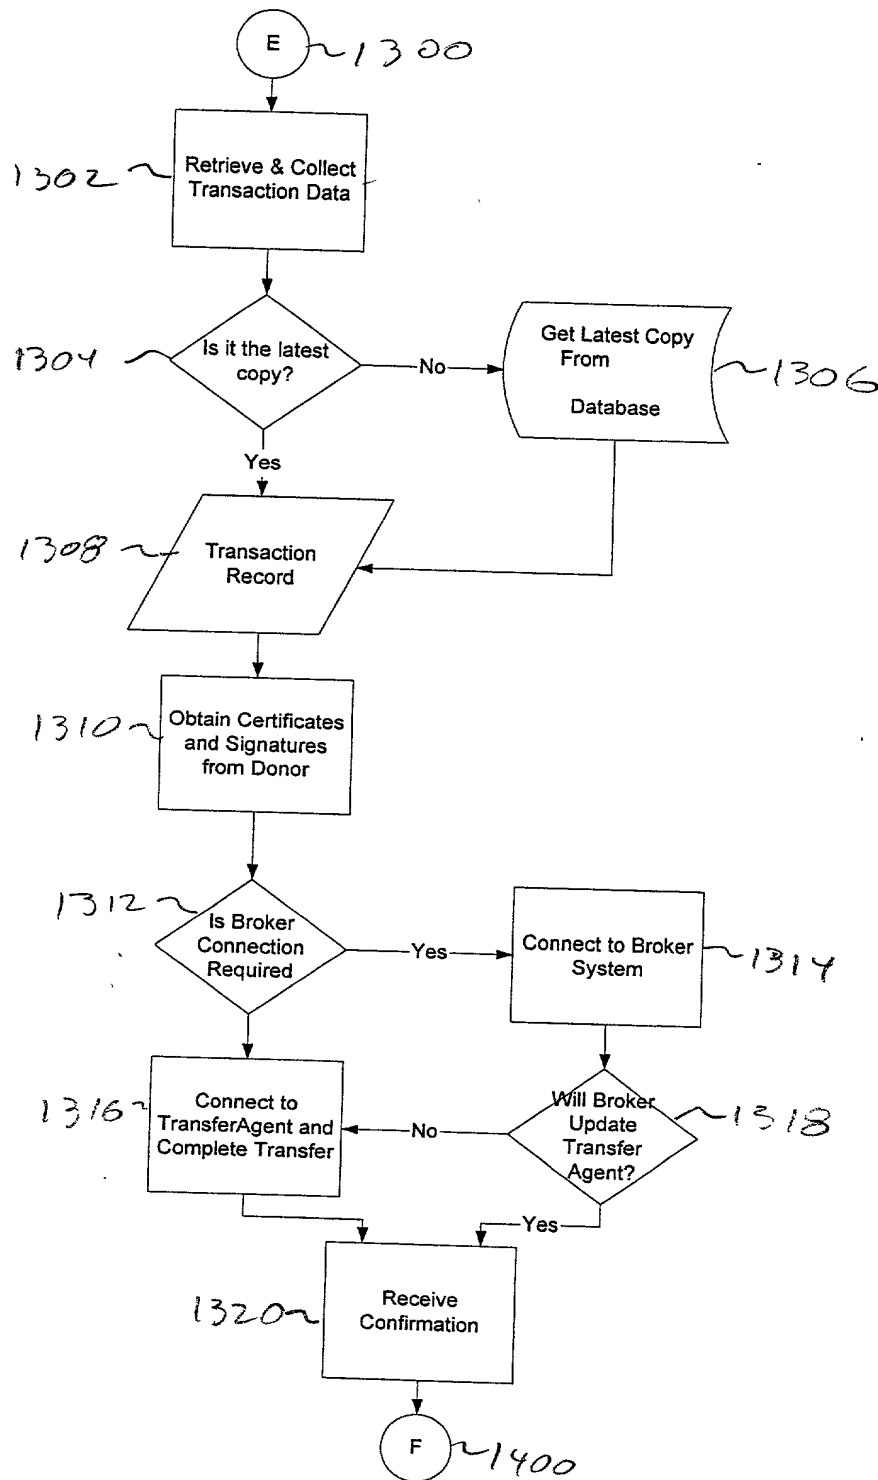 E
1300
1302
Retrieve & Collect
Transaction Data
1304
Is it the latest
copy?
No
Get Latest Copy
From
Database
1306
Yes
1308
Transaction
Record
1310
Obtain Certificates
and Signatures
from Donor
1312
Is Broker
Connection
Required
Yes
Connect to Broker
System
1314
1316
Connect to
TransferAgent and
Complete Transfer
No
Will Broker
Update
Transfer
Agent?
1318
Yes
1320
Receive
Confirmation
F
1400